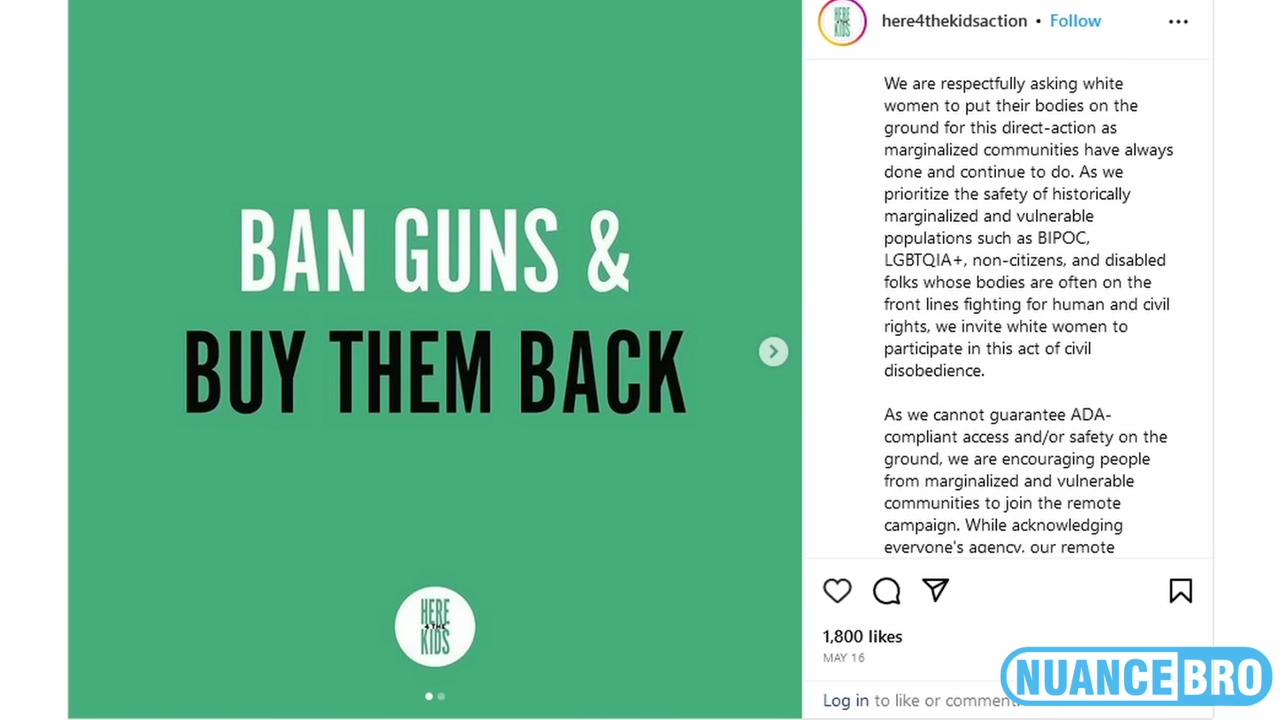 BAN GUNS &
BUY THEM BACK
HERE
4 THE
KIDS
HERE
4 THE
KIDS
here4thekidsaction • Follow
We are respectfully asking white
women to put their bodies on the
ground for this direct-action as
marginalized communities have always
done and continue to do. As we
prioritize the safety of historically
marginalized and vulnerable
populations such as BIPOC,
LGBTQIA+, non-citizens, and disabled
folks whose bodies are often on the
front lines fighting for human and civil
rights, we invite white women to
participate in this act of civil
disobedience.
As we cannot guarantee ADA-
compliant access and/or safety on the
ground, we are encouraging people
from marginalized and vulnerable
communities to join the remote
campaign. While acknowledging
everyone's agency, our remote
1,800 likes
MAY 16
Log in to like or comment.
NUANCE BRO